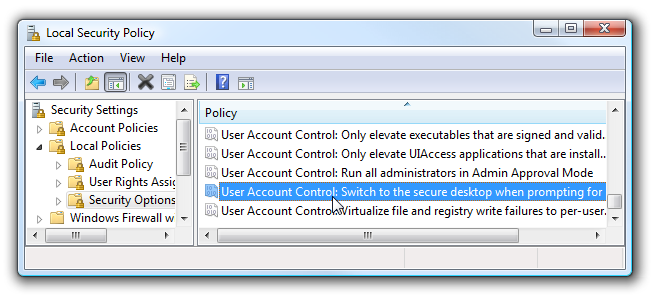 Local Security Policy
File Action View Help
Security Settings
Account Policies
Local Policies
Audit Policy
User Rights Assig
Security Options
Windows Firewall w
Policy
User Account Control: Only elevate executables that are signed and valid.
User Account Control: Only elevate UIAccess applications that are install...
User Account Control: Run all administrators in Admin Approval Mode
User Account Control: Switch to the secure desktop when prompting for
User Account Control: Virtualize file and registry write failures to per-user.